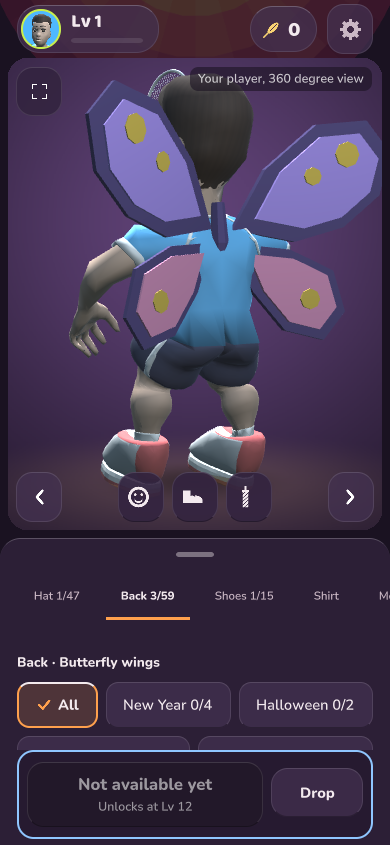 Lv 1
0
Your player, 360 degree view
Hat 1/47
Back 3/59
Shoes 1/15
Shirt
Back · Butterfly wings
All
New Year 0/4
Halloween 0/2
Not available yet
Unlocks at Lv 12
Drop